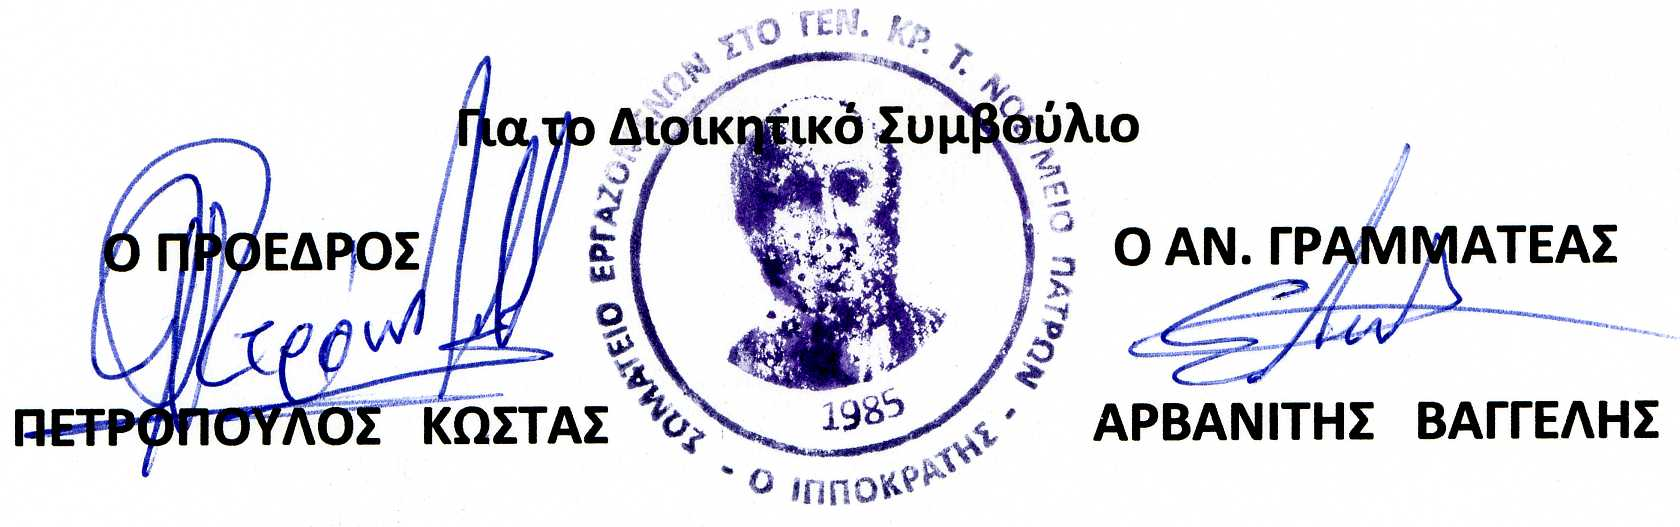 Για το Διοικητικό Συμβούλιο
Ο ΠΡΟΕΔΡΟΣ
Ο ΑΝ. ΓΡΑΜΜΑΤΕΑΣ
ΠΕΤΡΟΠΟΥΛΟΣ ΚΩΣΤΑΣ
ΑΡΒΑΝΙΤΗΣ ΒΑΓΓΕΛΗΣ
ΣΩΜΑΤΕΙΟ ΕΡΓΑΖΟΜΕΝΩΝ ΣΤΟ ΓΕΝ. ΚΡ. Τ. ΝΟΣΟΚΟΜΕΙΟ ΠΑΤΡΩΝ -
- Ο ΙΠΠΟΚΡΑΤΗΣ -
1985